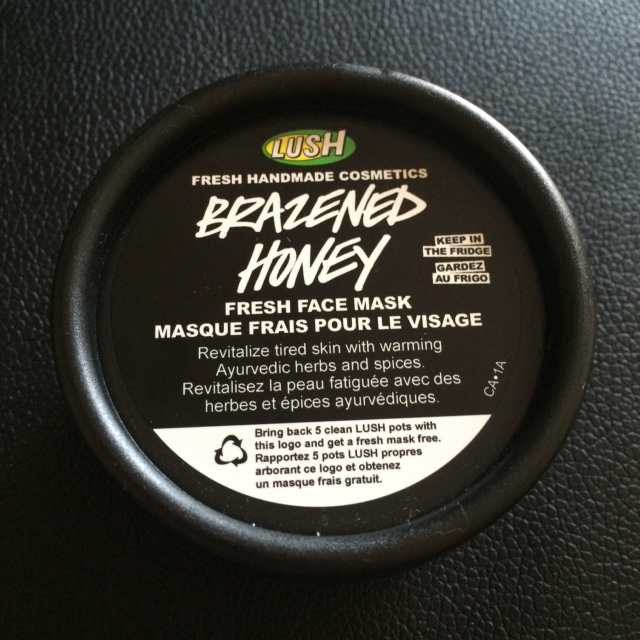 LUSH
FRESH HANDMADE COSMETICS
BRAZENED
HONEY
KEEP IN
THE FRIDGE
GARDEZ
AU FRIGO
FRESH FACE MASK
MASQUE FRAIS POUR LE VISAGE
Revitalize tired skin with warming
Ayurvedic herbs and spices.
Revitalisez la peau fatiguée avec des
herbes et épices ayurvédiques.
CA•1A
Bring back 5 clean LUSH pots with
this logo and get a fresh mask free.
Rapportez 5 pots LUSH propres
arborant ce logo et obtenez
un masque frais gratuit.